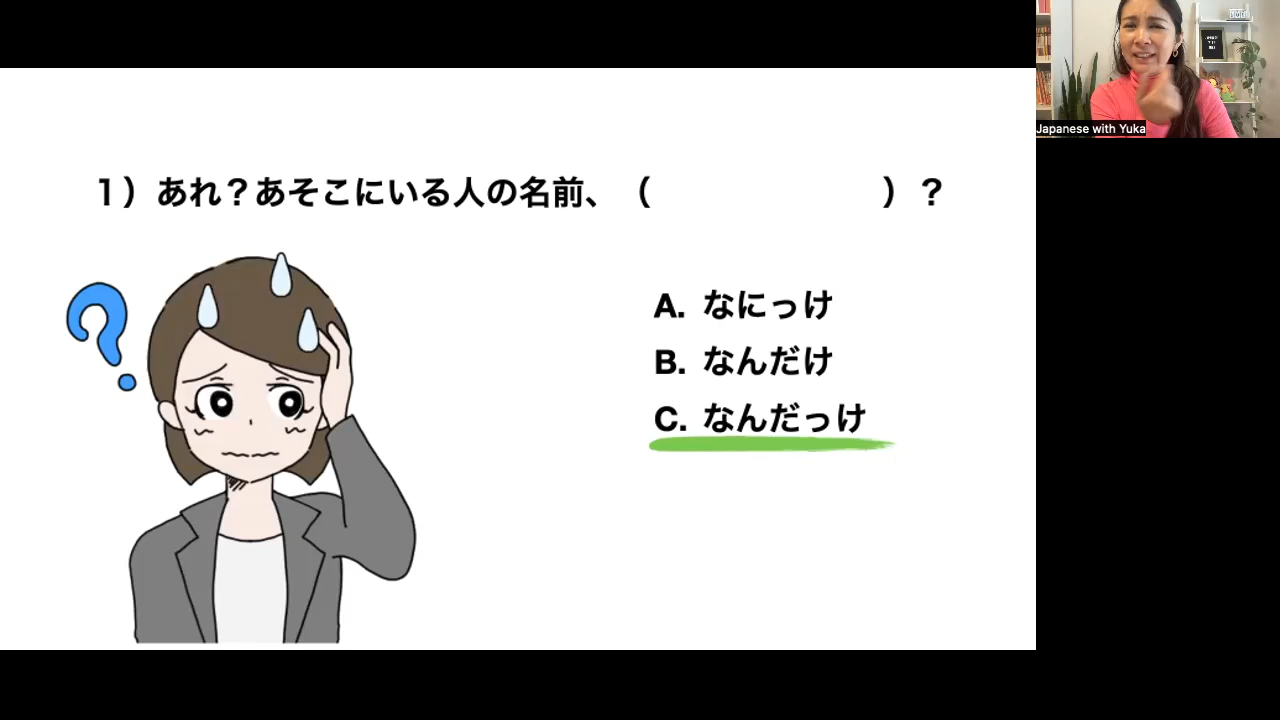 1）あれ？あそこにいる人の名前、（　　　　　　　）？
A. なにっけ
B. なんだけ
C. なんだっけ
Japanese with Yuka